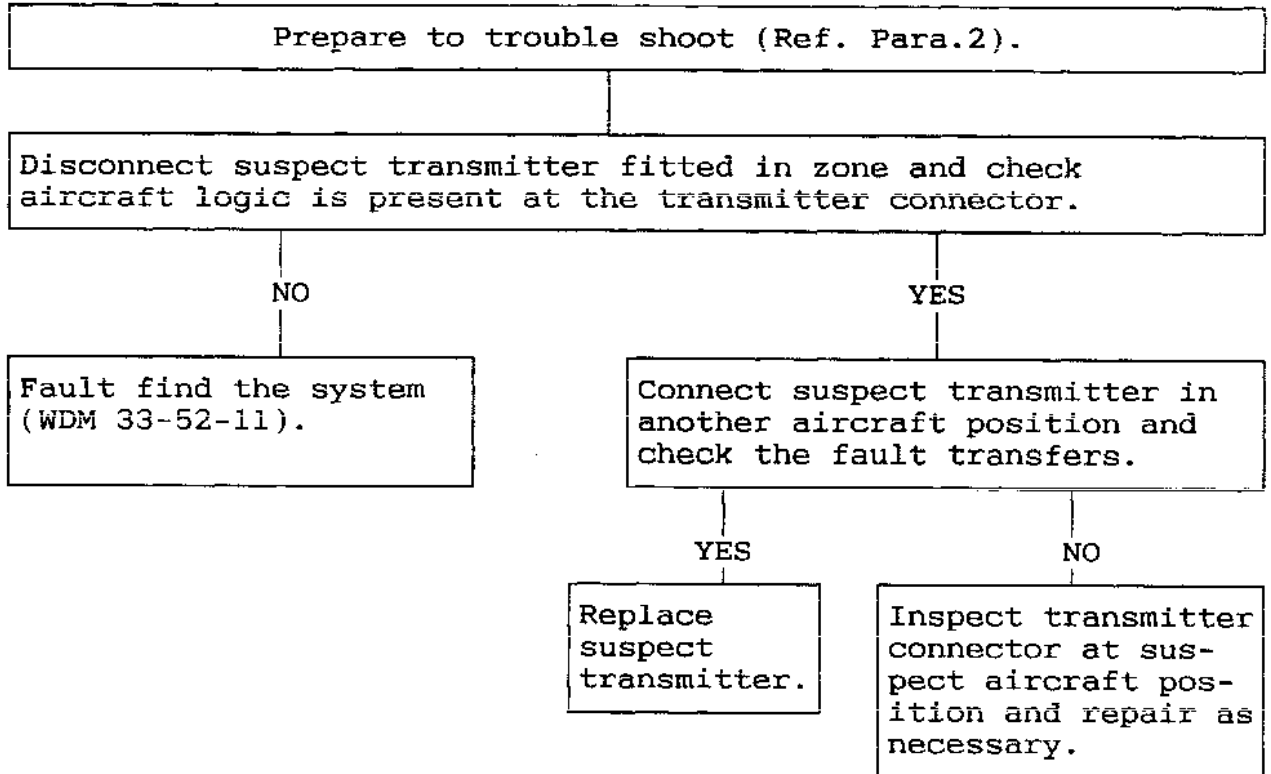 Prepare to trouble shoot (Ref. Para.2).
Disconnect suspect transmitter fitted in zone and check
aircraft logic is present at the transmitter connector.
NO
YES
Fault find the system
(WDM 33-52-11).
Connect suspect transmitter in
another aircraft position and
check the fault transfers.
YES
NO
Replace
suspect
transmitter.
Inspect transmitter
connector at sus-
pect aircraft pos-
ition and repair as
necessary.